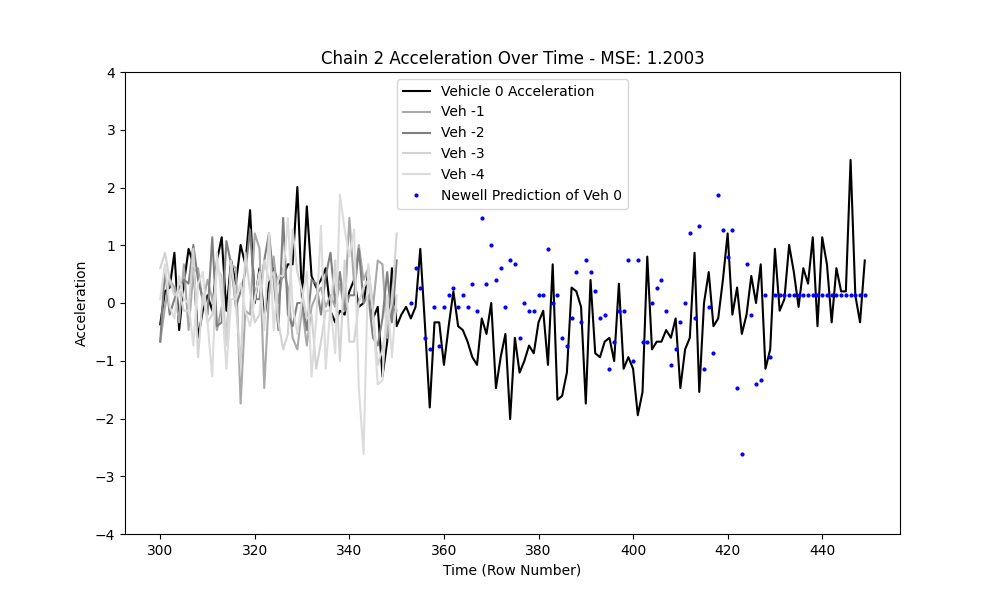 Chain 2 Acceleration Over Time - MSE: 1.2003
4
3
2
1
0
−1
−2
−3
−4
Acceleration
Vehicle 0 Acceleration
Veh -1
Veh -2
Veh -3
Veh -4
Newell Prediction of Veh 0
300 320 340 360 380 400 420 440
Time (Row Number)